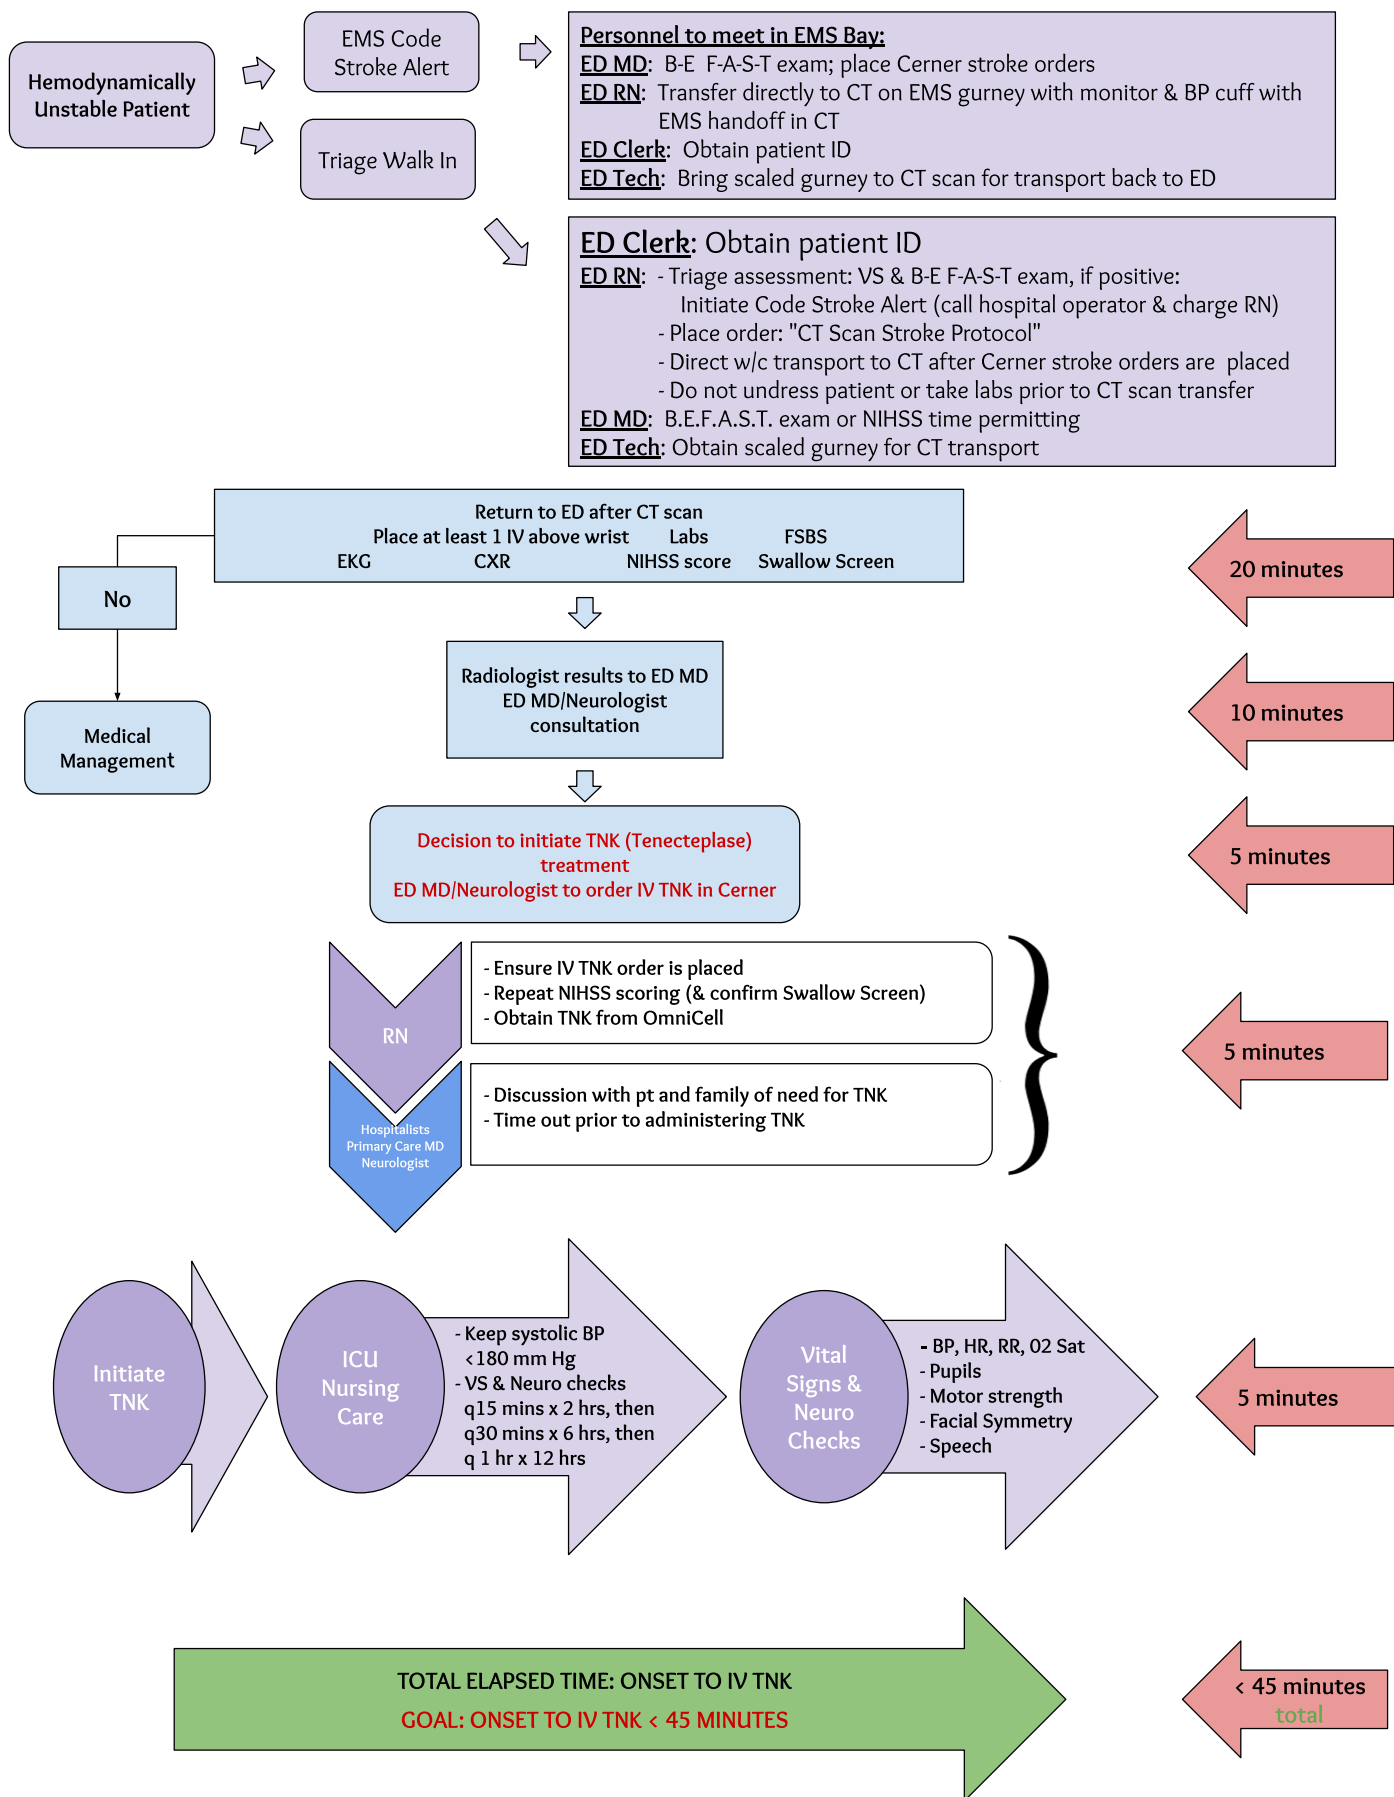 Hemodynamically
Unstable Patient
EMS Code
Stroke Alert
Triage Walk In
Personnel to meet in EMS Bay:
ED MD: B-E F-A-S-T exam; place Cerner stroke orders
ED RN: Transfer directly to CT on EMS gurney with monitor & BP cuff with
EMS handoff in CT
ED Clerk: Obtain patient ID
ED Tech: Bring scaled gurney to CT scan for transport back to ED
ED Clerk: Obtain patient ID
ED RN: - Triage assessment: VS & B-E F-A-S-T exam, if positive:
Initiate Code Stroke Alert (call hospital operator & charge RN)
- Place order: "CT Scan Stroke Protocol"
- Direct w/c transport to CT after Cerner stroke orders are placed
- Do not undress patient or take labs prior to CT scan transfer
ED MD: B.E.F.A.S.T. exam or NIHSS time permitting
ED Tech: Obtain scaled gurney for CT transport
Return to ED after CT scan
Place at least 1 IV above wrist Labs FSBS
EKG CXR NIHSS score Swallow Screen
20 minutes
No
Medical
Management
Radiologist results to ED MD
ED MD/Neurologist
consultation
10 minutes
Decision to initiate TNK (Tenecteplase)
treatment
ED MD/Neurologist to order IV TNK in Cerner
5 minutes
RN
- Ensure IV TNK order is placed
- Repeat NIHSS scoring (& confirm Swallow Screen)
- Obtain TNK from OmniCell
Hospitalists
Primary Care MD
Neurologist
- Discussion with pt and family of need for TNK
- Time out prior to administering TNK
5 minutes
Initiate
TNK
ICU
Nursing
Care
- Keep systolic BP
<180 mm Hg
- VS & Neuro checks
q15 mins x 2 hrs, then
q30 mins x 6 hrs, then
q 1 hr x 12 hrs
Vital
Signs &
Neuro
Checks
- BP, HR, RR, 02 Sat
- Pupils
- Motor strength
- Facial Symmetry
- Speech
5 minutes
TOTAL ELAPSED TIME: ONSET TO IV TNK
GOAL: ONSET TO IV TNK < 45 MINUTES
< 45 minutes
total